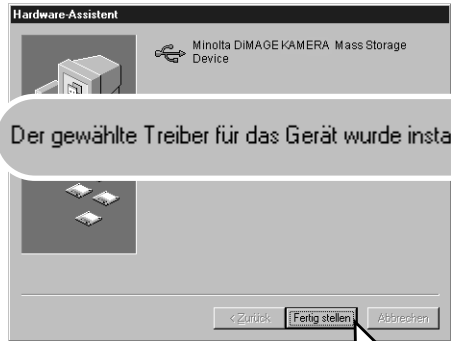 Hardware-Assistent
Minolta DiMAGE KAMERA Mass Storage
Device
Der gewählte Treiber für das Gerät wurde insta
< Zurück Fertig stellen Abbrechen